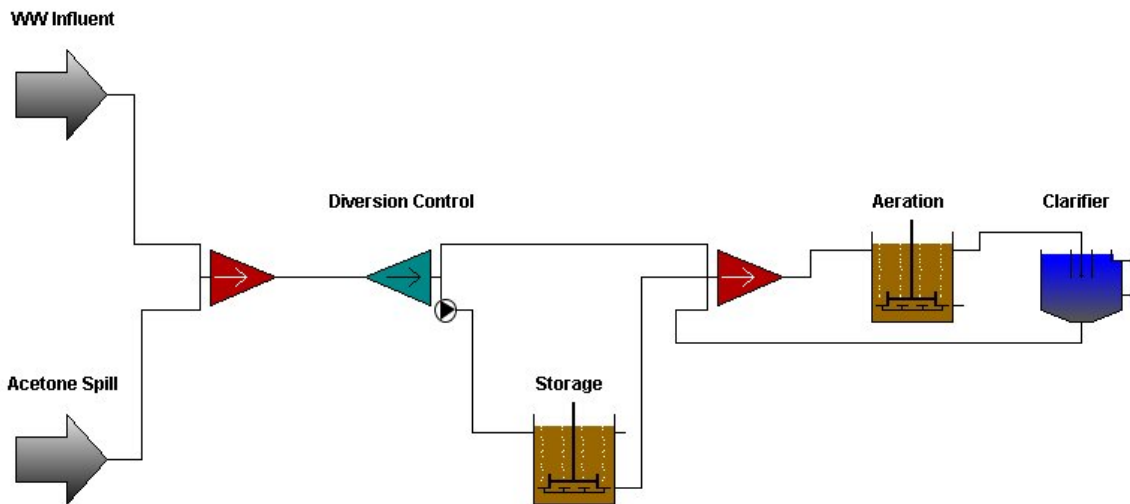 WW Influent
Diversion Control
Aeration
Clarifier
Acetone Spill
Storage